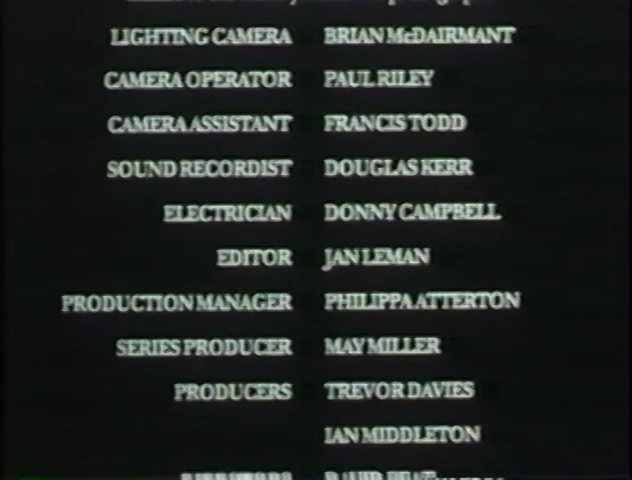 LIGHTING CAMERA BRIAN McDAIRMANT
CAMERA OPERATOR PAUL RILEY
CAMERA ASSISTANT FRANCIS TODD
SOUND RECORDIST DOUGLAS KERR
ELECTRICIAN DONNY CAMPBELL
EDITOR JAN LEMAN
PRODUCTION MANAGER PHILIPPA ATTERTON
SERIES PRODUCER MAY MILLER
PRODUCERS TREVOR DAVIES
IAN MIDDLETON